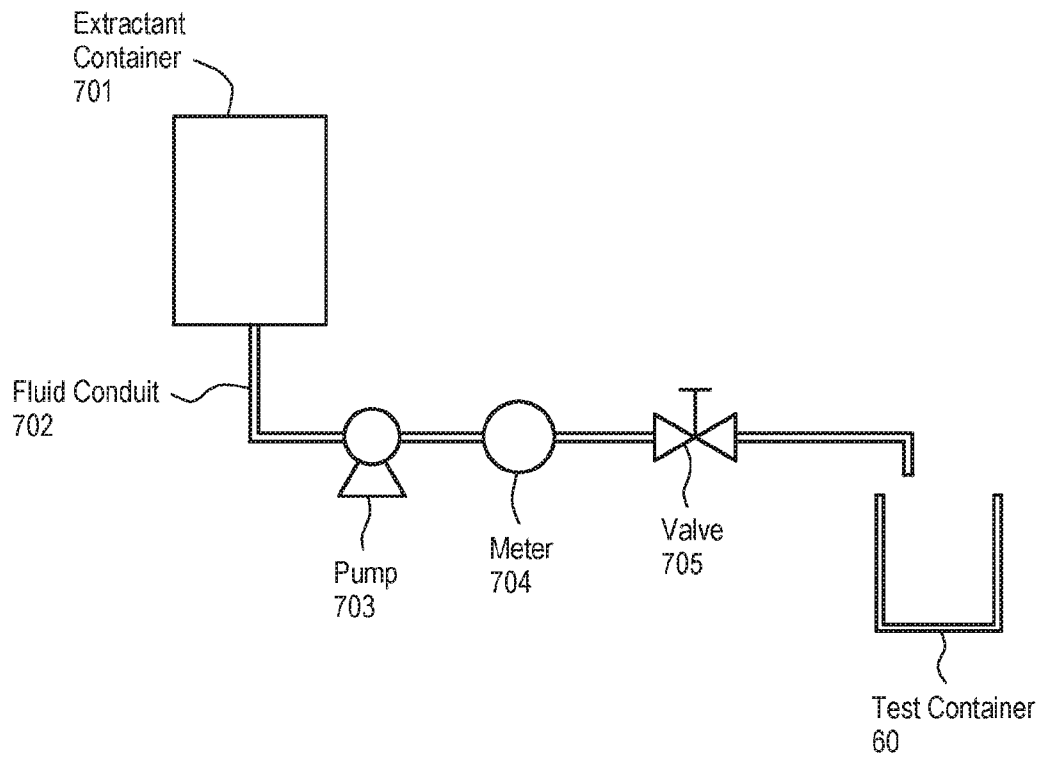 Extractant
Container
701
Fluid Conduit
702
Pump
703
Meter
704
Valve
705
Test Container
60